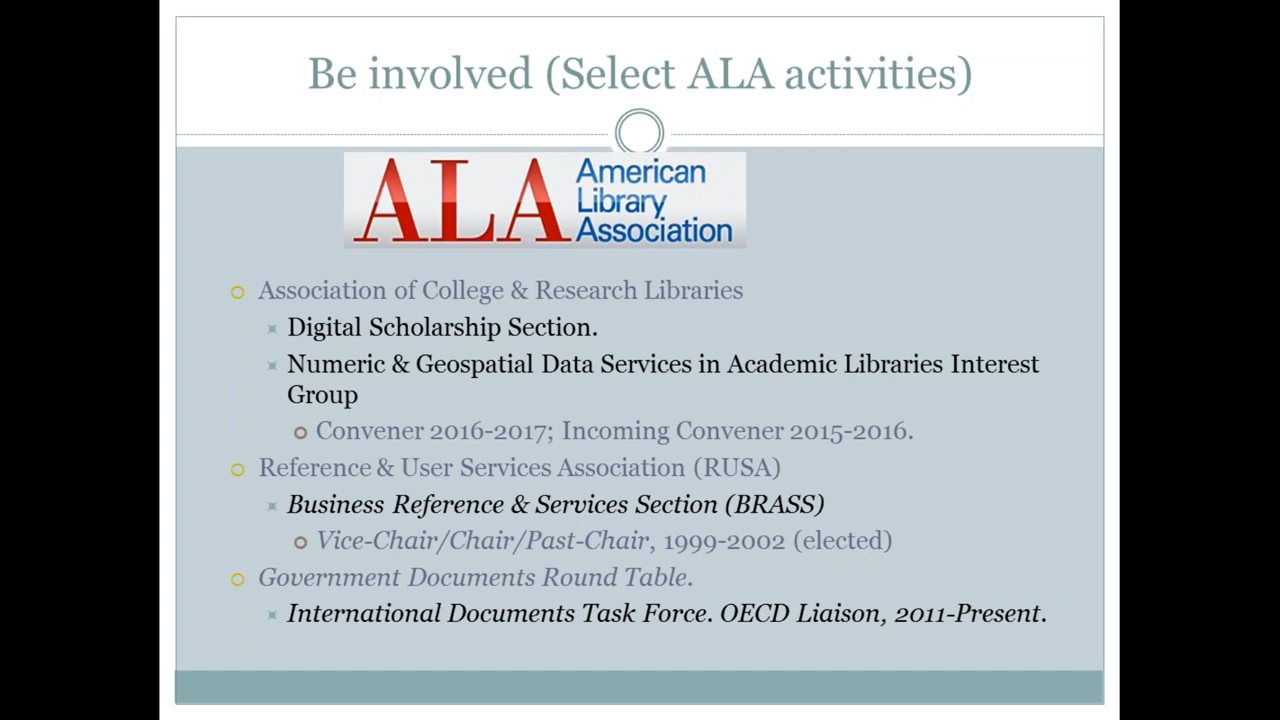 Be involved (Select ALA activities)
ALA
American
Library
Association
Association of College & Research Libraries
Digital Scholarship Section.
Numeric & Geospatial Data Services in Academic Libraries Interest
Group
Convener 2016-2017; Incoming Convener 2015-2016.
Reference & User Services Association (RUSA)
Business Reference & Services Section (BRASS)
Vice-Chair/Chair/Past-Chair, 1999-2002 (elected)
Government Documents Round Table.
International Documents Task Force. OECD Liaison, 2011-Present.